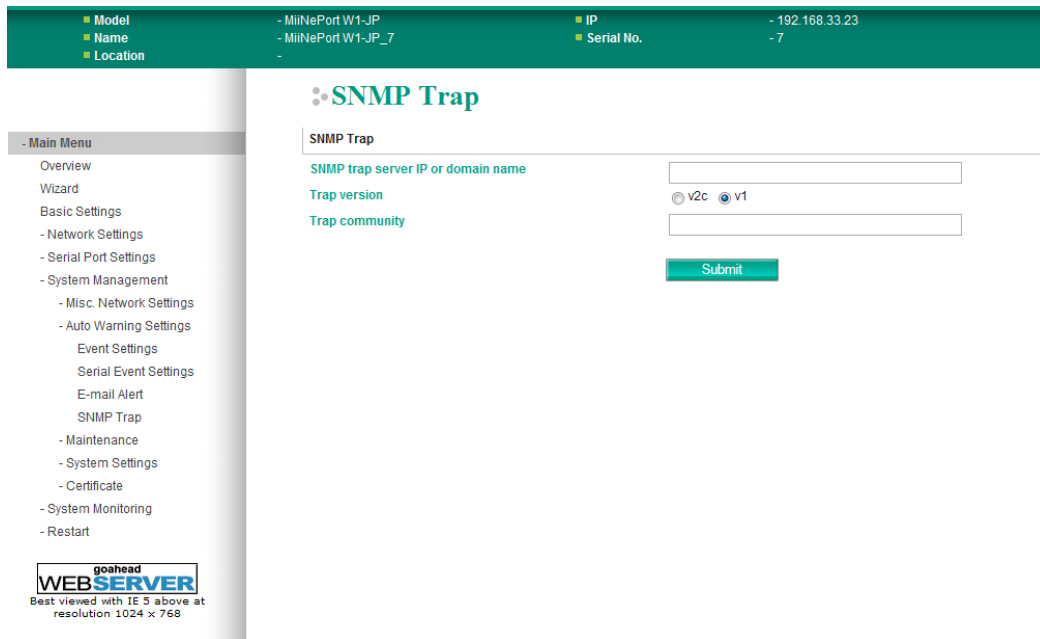 Model - MiiNePort W1-JP IP - 192.168.33.23
Name - MiiNePort W1-JP_7 Serial No. - 7
Location -
SNMP Trap
SNMP Trap
SNMP trap server IP or domain name
Trap version v2c v1
Trap community
Submit
- Main Menu
Overview
Wizard
Basic Settings
- Network Settings
- Serial Port Settings
- System Management
- Misc. Network Settings
- Auto Warning Settings
Event Settings
Serial Event Settings
E-mail Alert
SNMP Trap
- Maintenance
- System Settings
- Certificate
- System Monitoring
- Restart
goahead
WEBSERVER
Best viewed with IE 5 above at
resolution 1024 x 768